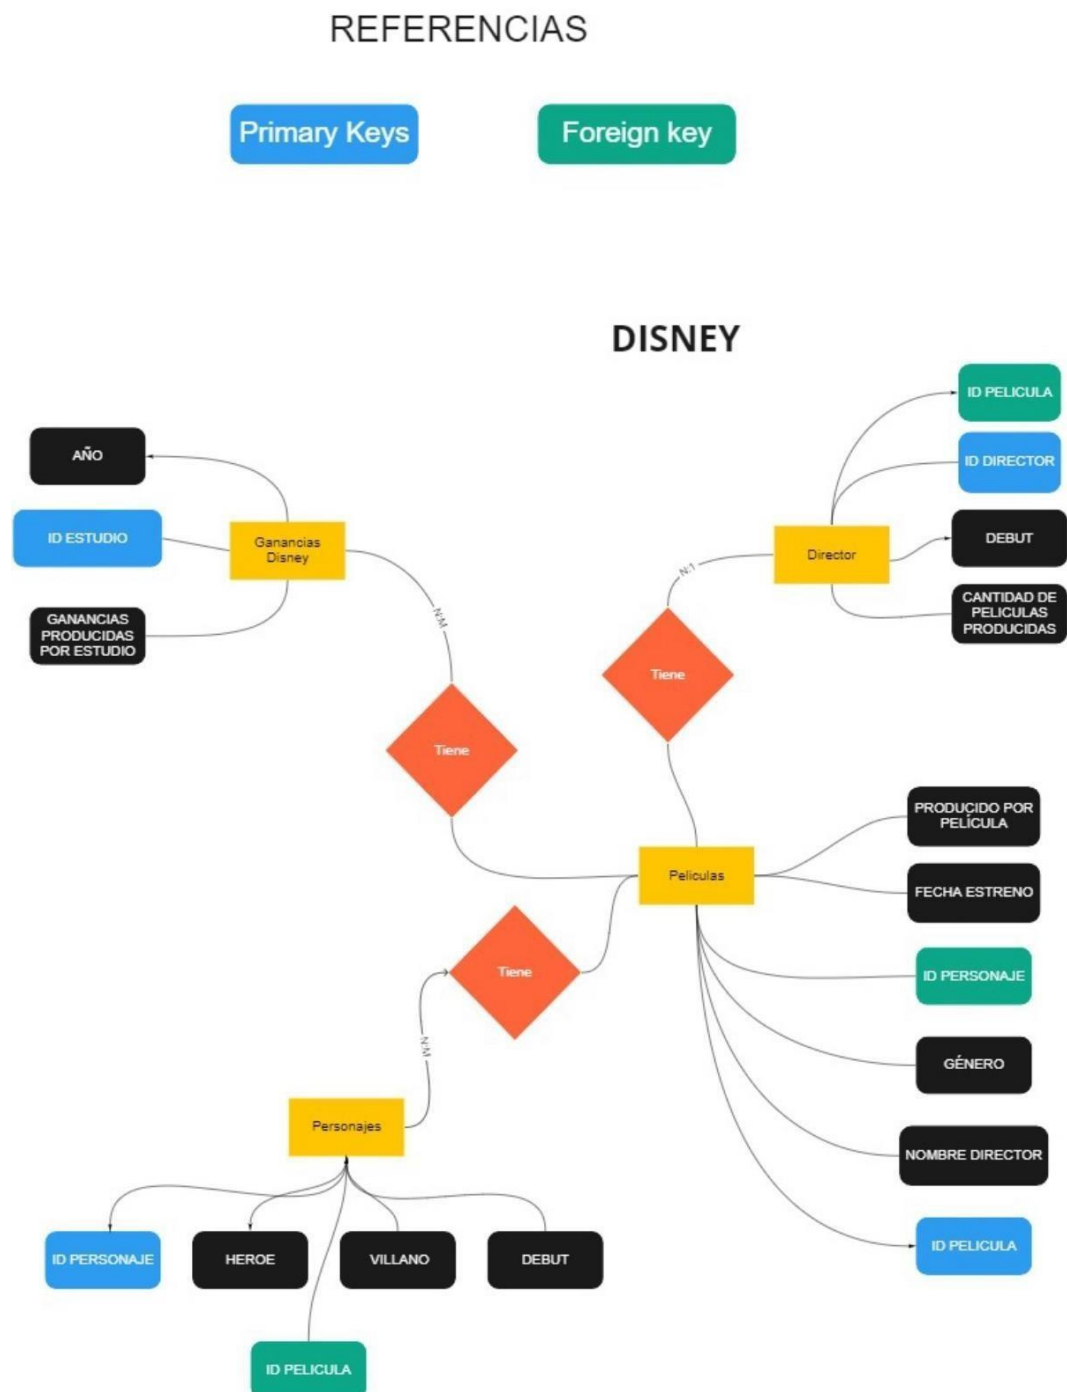 REFERENCIAS
Primary Keys
Foreign key
DISNEY
ID PELICULA
AÑO
ID DIRECTOR
ID ESTUDIO
Ganancias
Disney
Director
DEBUT
GANANCIAS
PRODUCIDAS
POR ESTUDIO
N:M
N:1
CANTIDAD DE
PELICULAS
PRODUCIDAS
Tiene
Tiene
PRODUCIDO POR
PELÍCULA
Peliculas
FECHA ESTRENO
Tiene
ID PERSONAJE
N:M
GÉNERO
Personajes
NOMBRE DIRECTOR
ID PELICULA
ID PERSONAJE
HEROE
VILLANO
DEBUT
ID PELICULA